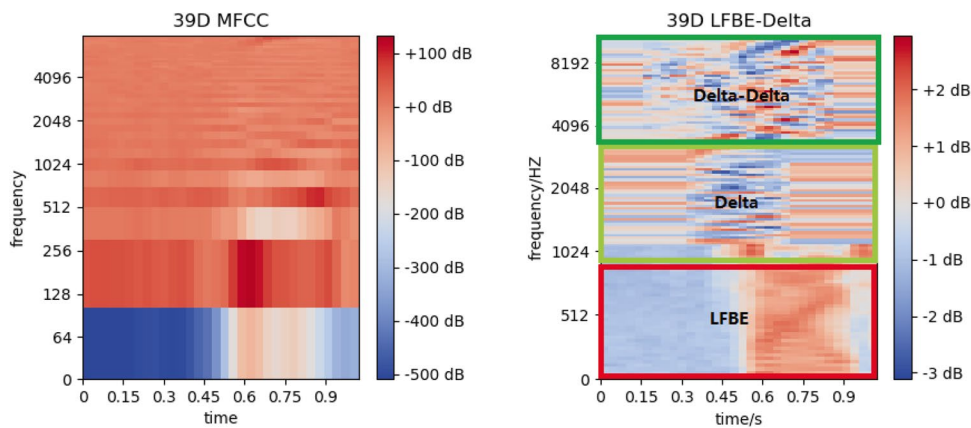 39D MFCC
4096
2048
1024
512
256
128
64
0
frequency
0 0.15 0.3 0.45 0.6 0.75 0.9
time
+100 dB
+0 dB
-100 dB
-200 dB
-300 dB
-400 dB
-500 dB
39D LFBE-Delta
8192
4096
2048
1024
512
0
frequency/HZ
Delta-Delta
Delta
LFBE
0 0.15 0.3 0.45 0.6 0.75 0.9
time/s
+2 dB
+1 dB
+0 dB
-1 dB
-2 dB
-3 dB